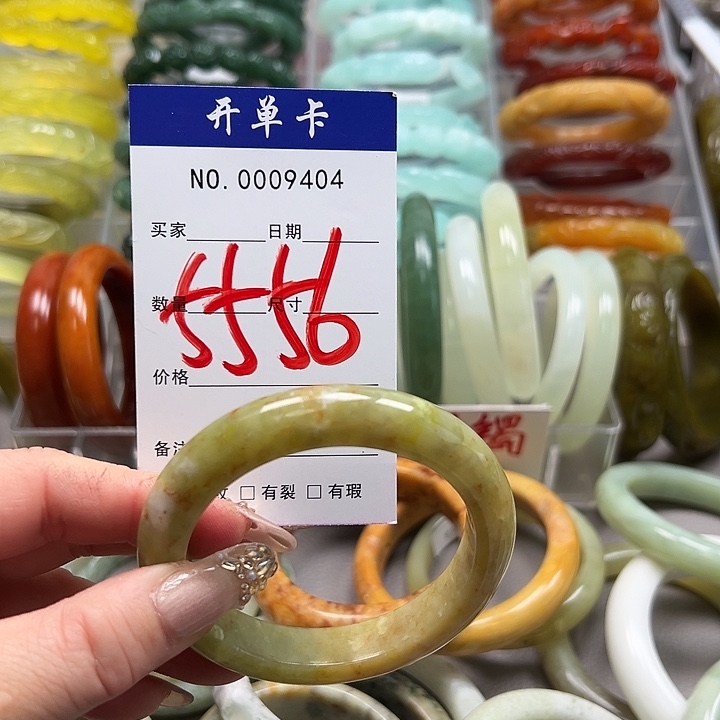 开单卡
NO.0009404
买家 日期
数量 尺寸
5556
价格
备注
□有裂 □有瑕
镯